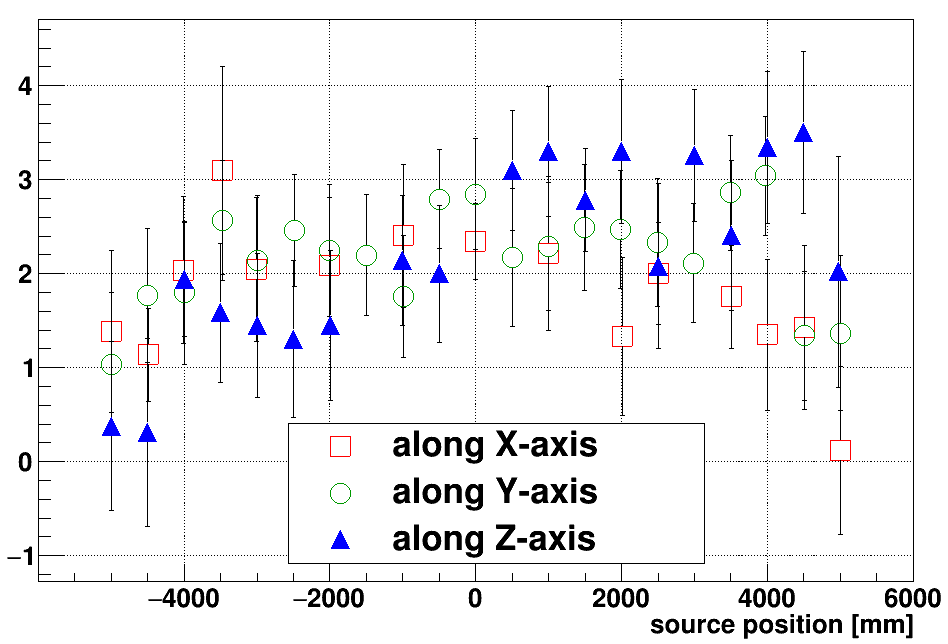 4
3
2
1
0
−1
along X-axis
along Y-axis
along Z-axis
−4000 −2000 0 2000 4000 6000
source position [mm]